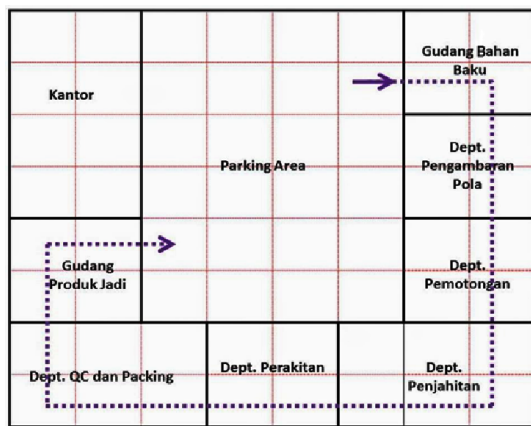 Gudang Bahan
Baku
Kantor
Dept.
Pengambaran
Pola
Parking Area
Gudang
Produk Jadi
Dept.
Pemotongan
Dept. QC dan Packing
Dept. Perakitan
Dept.
Penjahitan